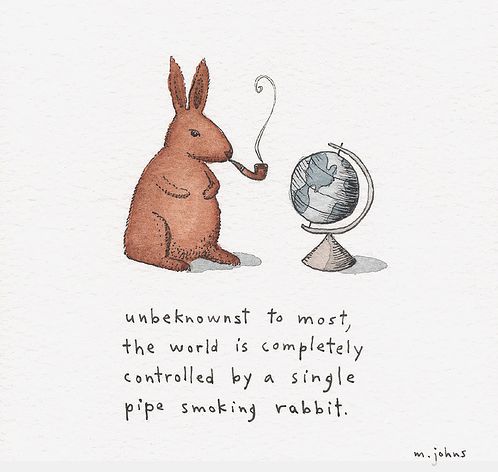 unbeknownst to most,
the world is completely
controlled by a single
pipe smoking rabbit.
m. johns